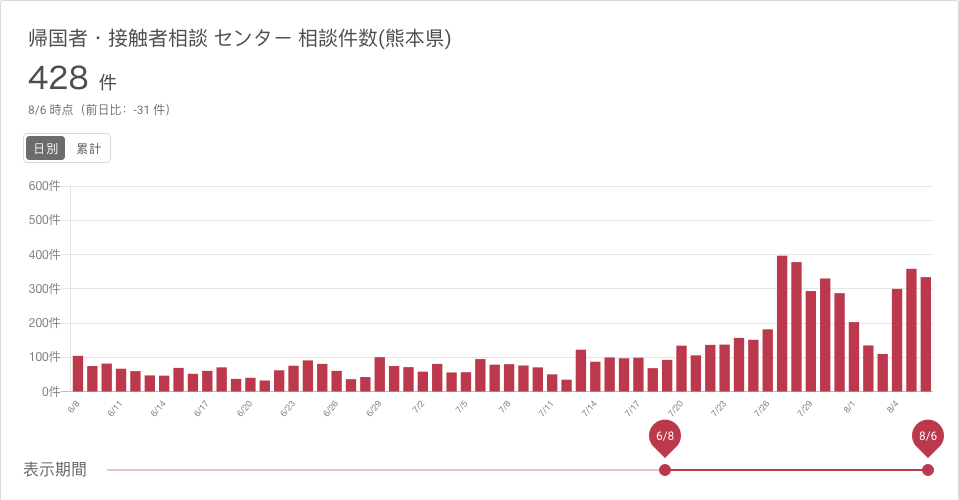 帰国者・接触者相談 センター 相談件数(熊本県)
428 件
8/6 時点（前日比：-31 件）
日別 累計
600件
500件
400件
300件
200件
100件
0件
6/8 6/11 6/14 6/17 6/20 6/23 6/26 6/29 7/2 7/5 7/8 7/11 7/14 7/17 7/20 7/23 7/26 7/29 8/1 8/4
6/8 8/6
表示期間